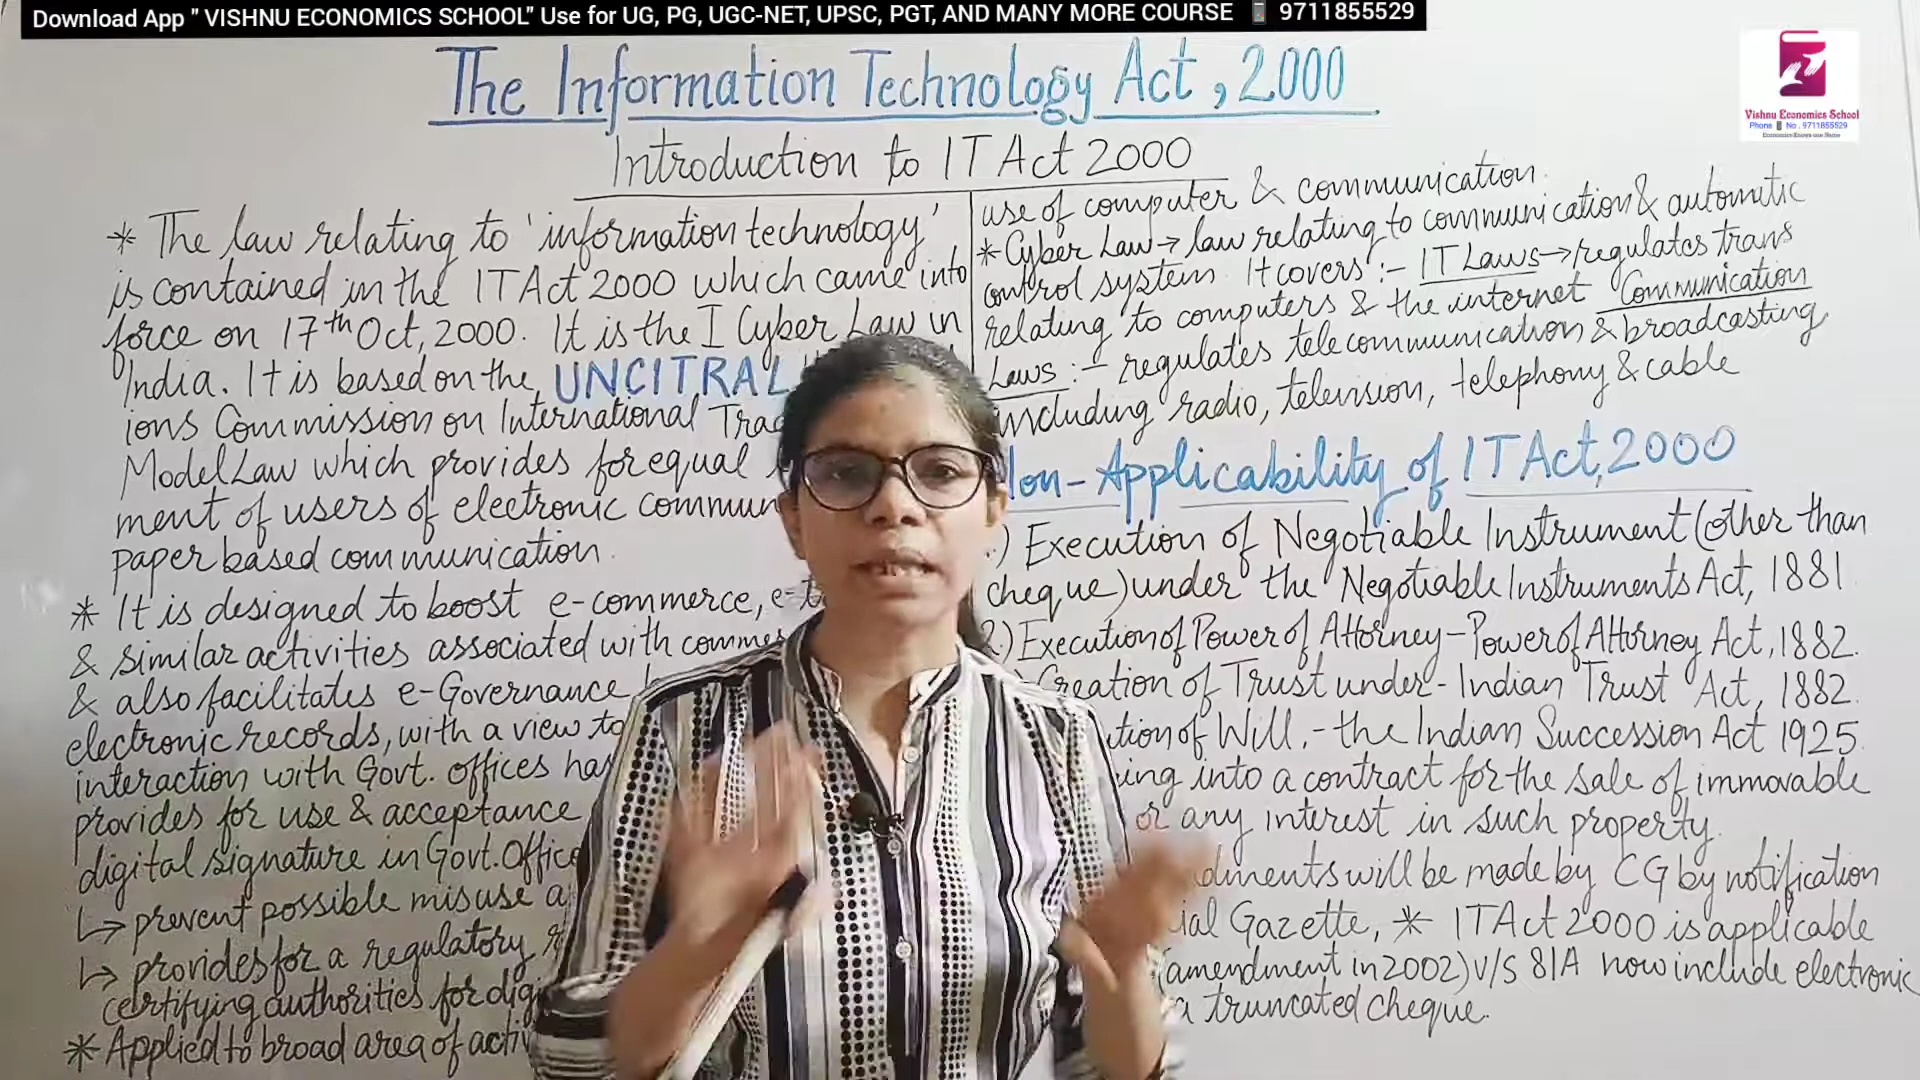 Download App " VISHNU ECONOMICS SCHOOL" Use for UG, PG, UGC-NET, UPSC, PGT, AND MANY MORE COURSE 📱 9711855529
Vishnu Economics School
Phone 📱 No. 9711855529
The Information Technology Act, 2000
Introduction to IT Act 2000
* The law relating to 'information technology'
is contained in the IT Act 2000 which came into
force on 17th Oct, 2000. It is the I Cyber Law in
India. It is based on the UNCITRAL
ions Commission on International Trad
Model Law which provides for equal
ment of users of electronic commun
paper based communication.
* It is designed to boost e-commerce, e-t
& similar activities associated with commer
& also facilitates e-Governance
electronic records, with a view to
interaction with Govt. offices has
provides for use & acceptance
digital signature in Govt. Office
↳ prevent possible misuse a
↳ provides for a regulatory
certifying authorities for digi
* Applied to broad area of activ
use of computer & communication.
* Cyber Law → law relating to communication & automatic
control system. It covers :- IT Laws → regulates trans
relating to computers & the internet Communication
Laws :- regulates telecommunication & broadcasting
including radio, television, telephony & cable
Non-Applicability of IT Act, 2000
.) Execution of Negotiable Instrument (other than
cheque) under the Negotiable Instruments Act, 1881
2.) Execution of Power of Attorney - Power of Attorney Act, 1882.
) Creation of Trust under - Indian Trust Act, 1882.
ution of Will. - the Indian Succession Act 1925.
ing into a contract for the sale of immovable
or any interest in such property.
dments will be made by CG by notification
ial Gazette, * IT Act 2000 is applicable
(amendment in 2002) v/s 81A now include electronic
a truncated cheque.